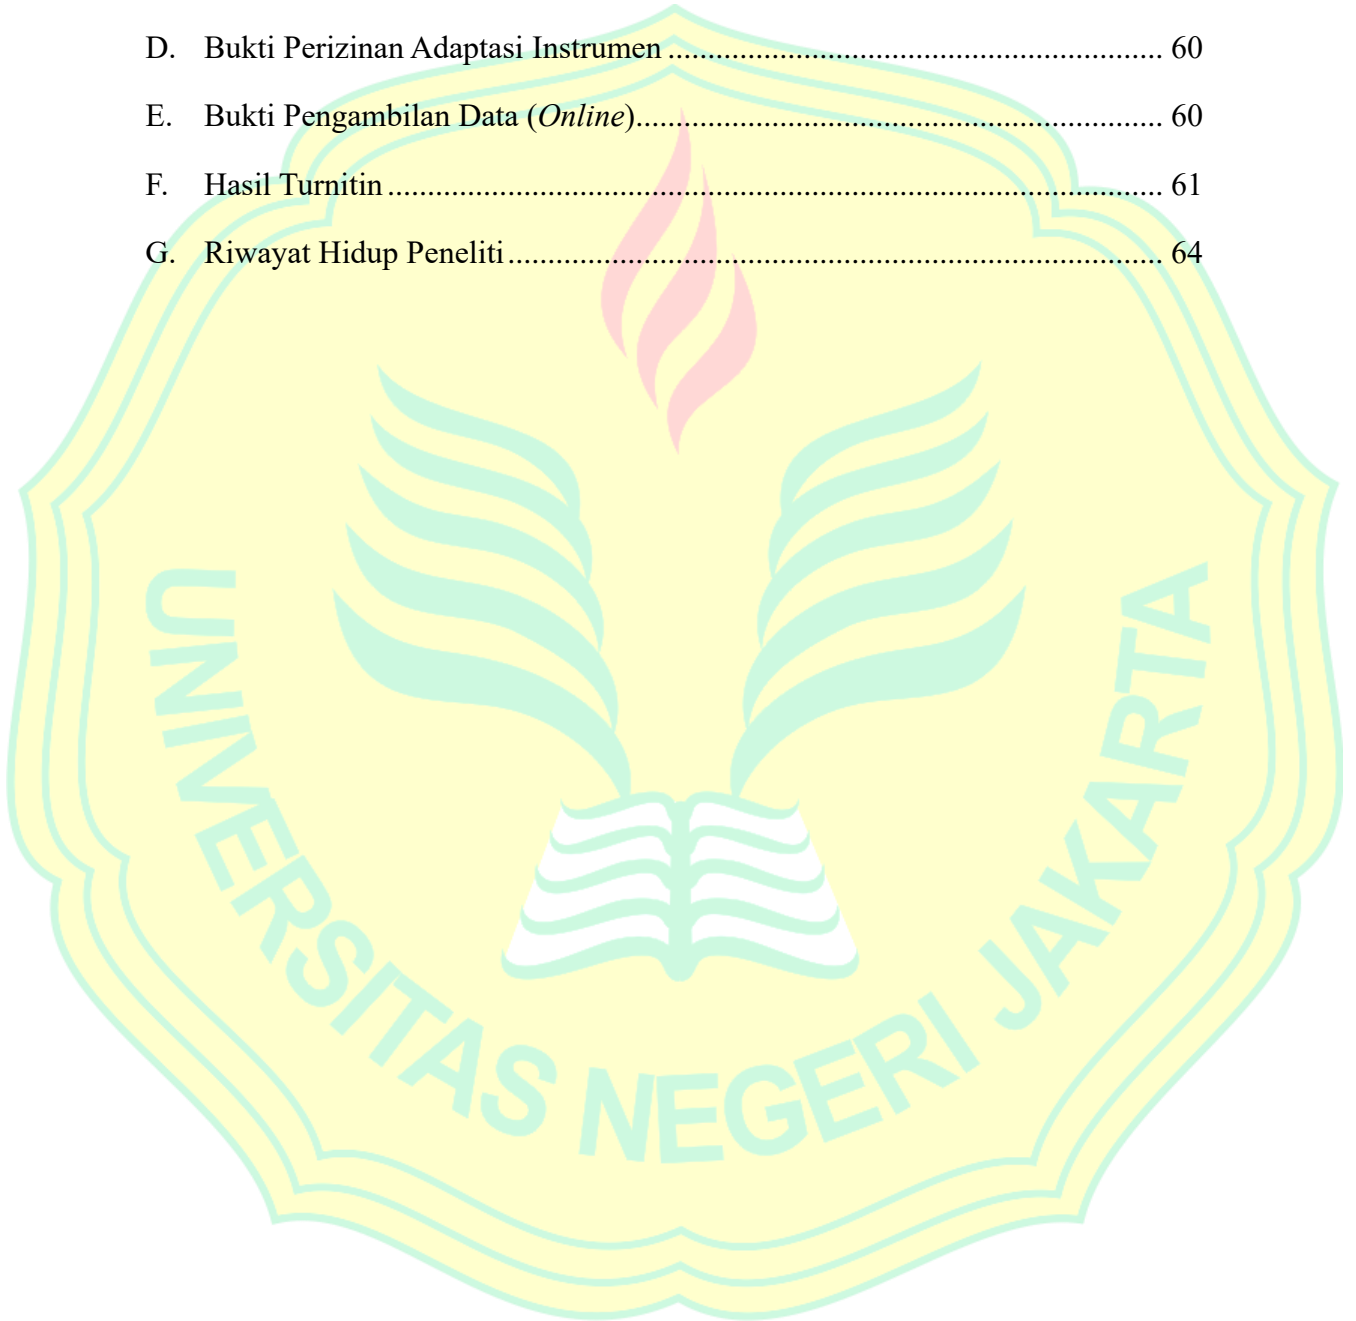 D. Bukti Perizinan Adaptasi Instrumen .............................................................. 60
E. Bukti Pengambilan Data (Online).................................................................. 60
F. Hasil Turnitin ................................................................................................. 61
G. Riwayat Hidup Peneliti .................................................................................. 64
UNIVERSITAS NEGERI JAKARTA